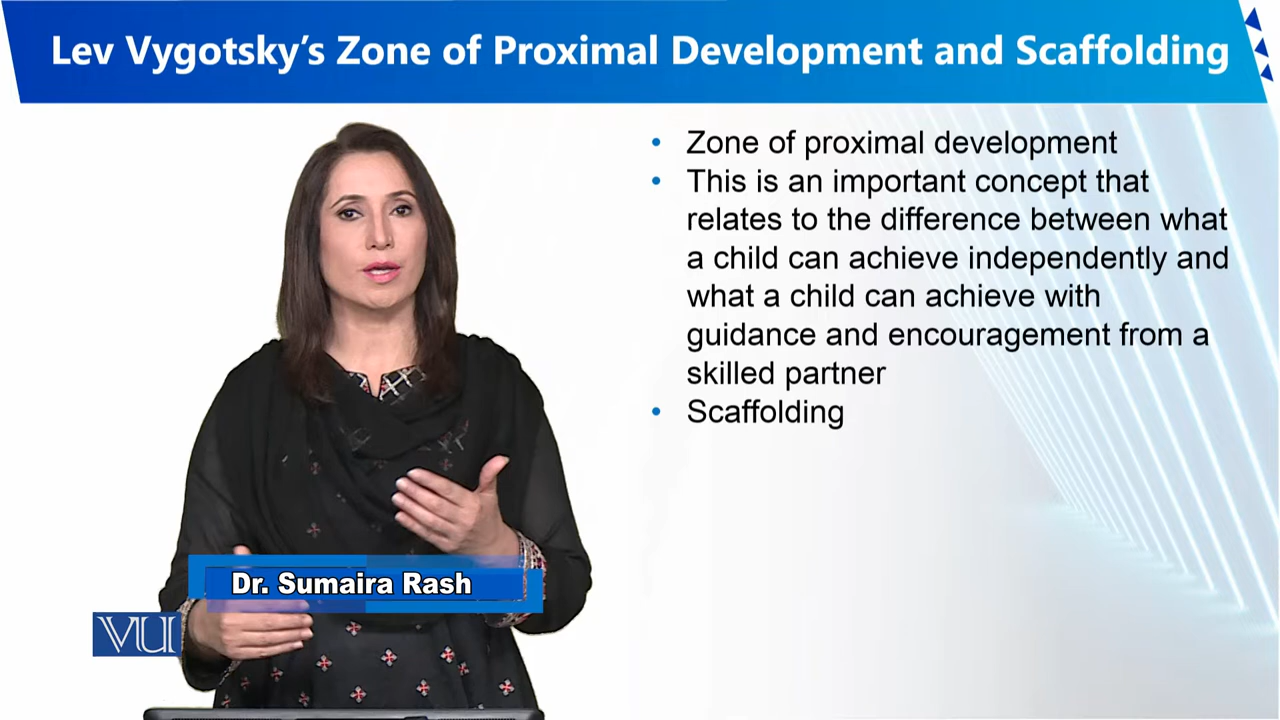 Lev Vygotsky’s Zone of Proximal Development and Scaffolding
• Zone of proximal development
• This is an important concept that
relates to the difference between what
a child can achieve independently and
what a child can achieve with
guidance and encouragement from a
skilled partner
• Scaffolding
Dr. Sumaira Rash
VU